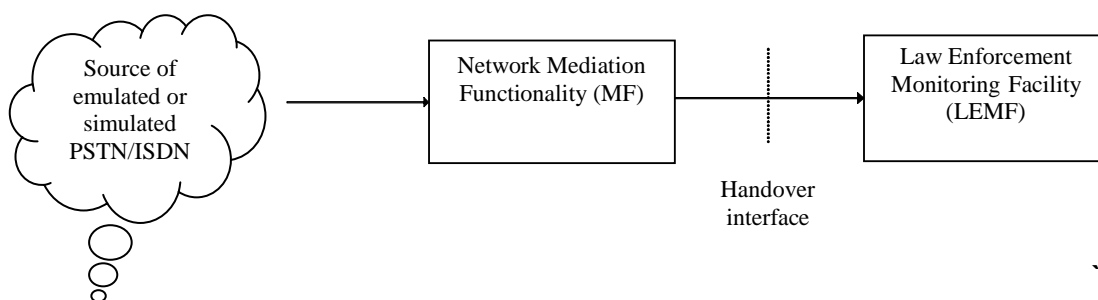 Source of
emulated or
simulated
PSTN/ISDN
Network Mediation
Functionality (MF)
Handover
interface
Law Enforcement
Monitoring Facility
(LEMF)